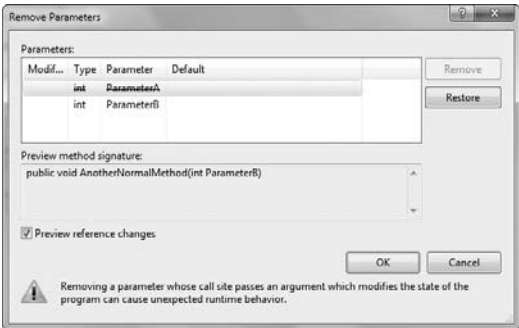 Remove Parameters
Parameters:
Modif... Type Parameter Default
Remove
int ParameterA
Restore
int ParameterB
Preview method signature:
public void AnotherNormalMethod(int ParameterB)
Preview reference changes
OK Cancel
Removing a parameter whose call site passes an argument which modifies the state of the
program can cause unexpected runtime behavior.